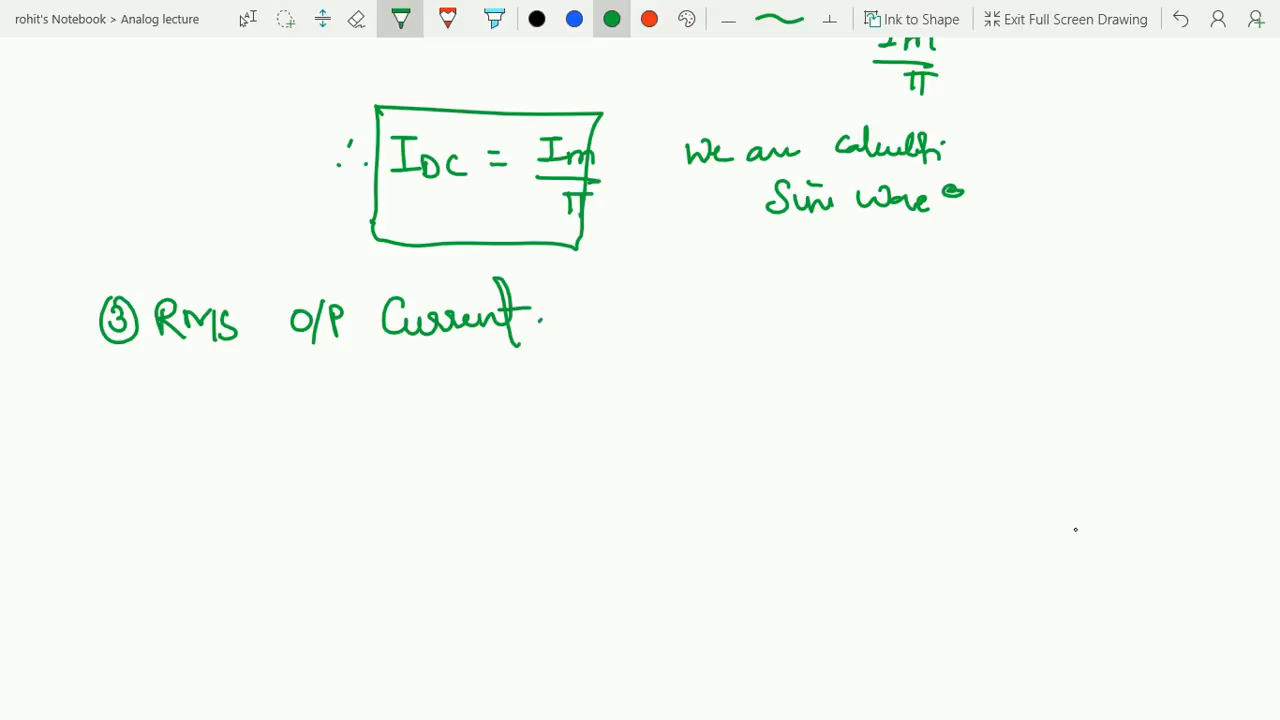 rohit's Notebook > Analog lecture
Ink to Shape
Exit Full Screen Drawing
Im
π
∴ IDC = Im
π
We are
Sine wave
③ RMS O/P Current.